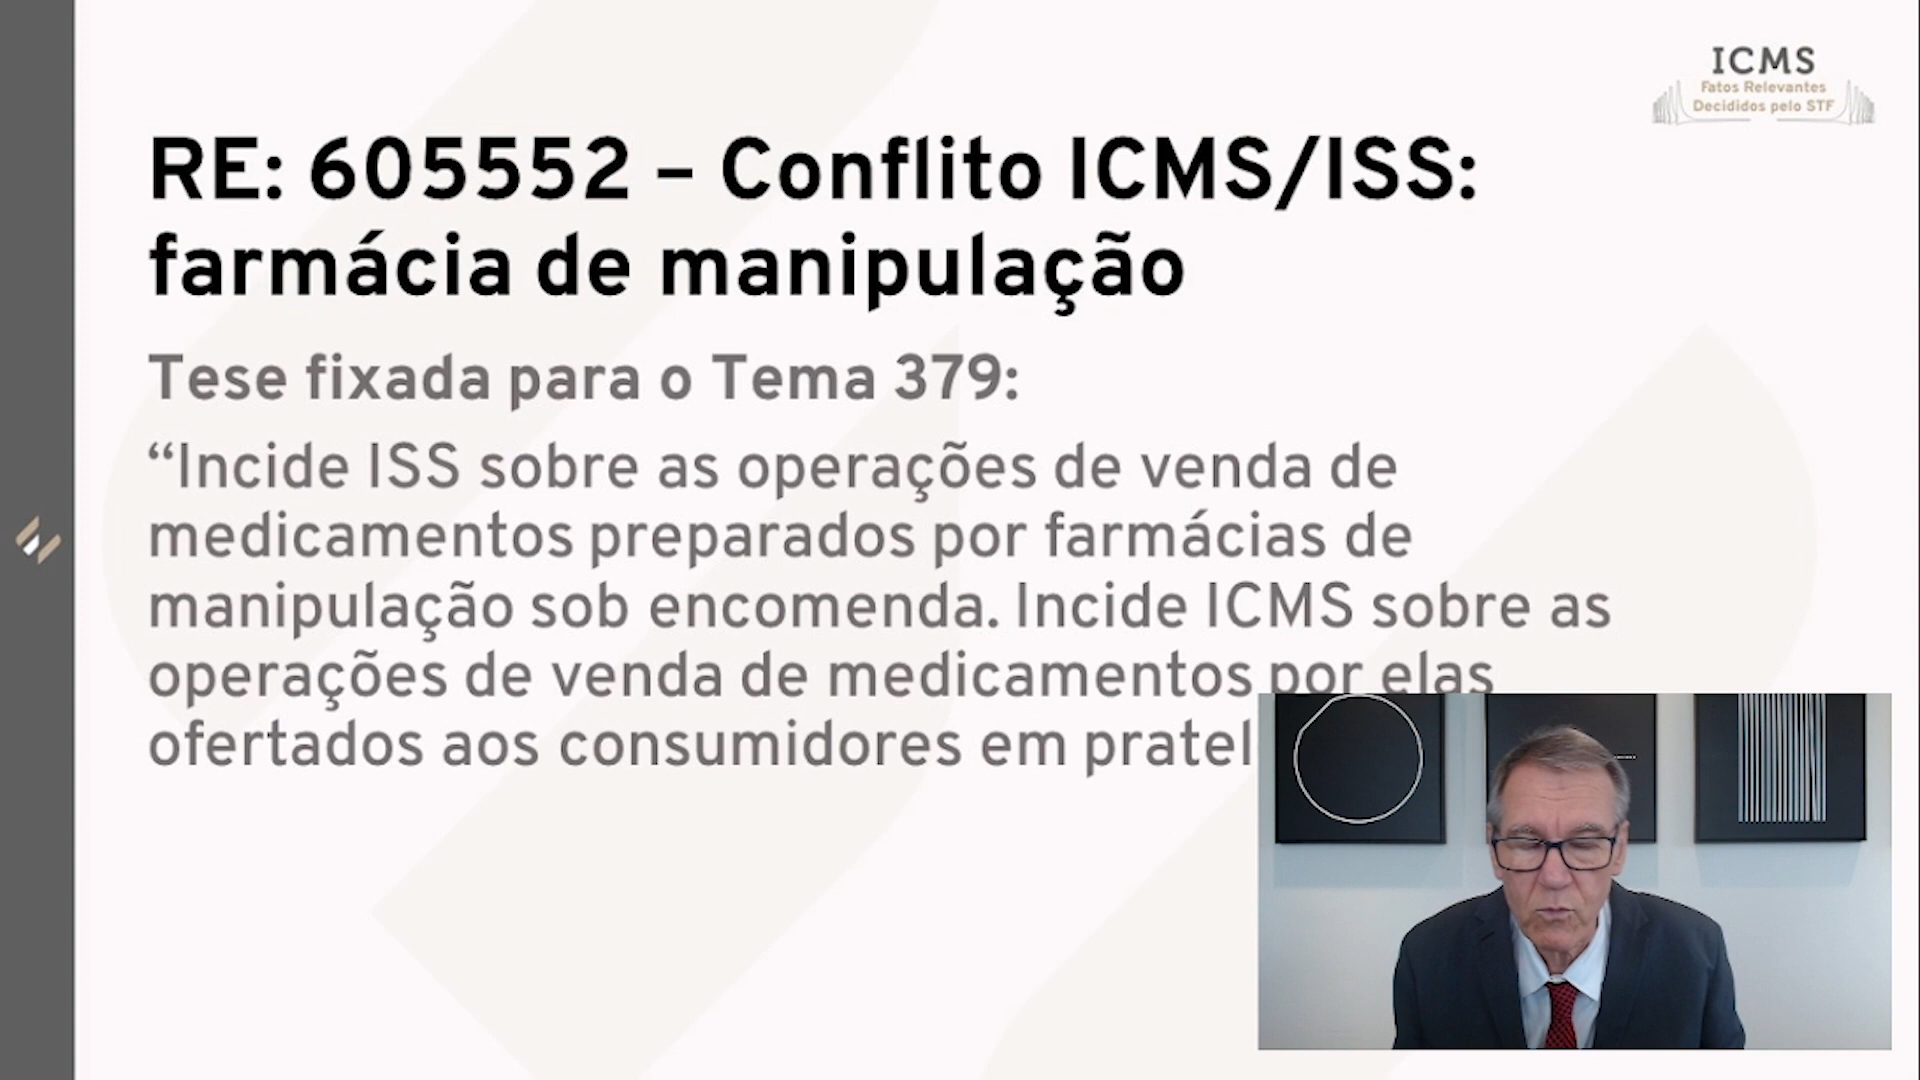 ICMS
Fatos Relevantes
Decididos pelo STF
RE: 605552 – Conflito ICMS/ISS:
farmácia de manipulação
Tese fixada para o Tema 379:
“Incide ISS sobre as operações de venda de
medicamentos preparados por farmácias de
manipulação sob encomenda. Incide ICMS sobre as
operações de venda de medicamentos por elas
ofertados aos consumidores em